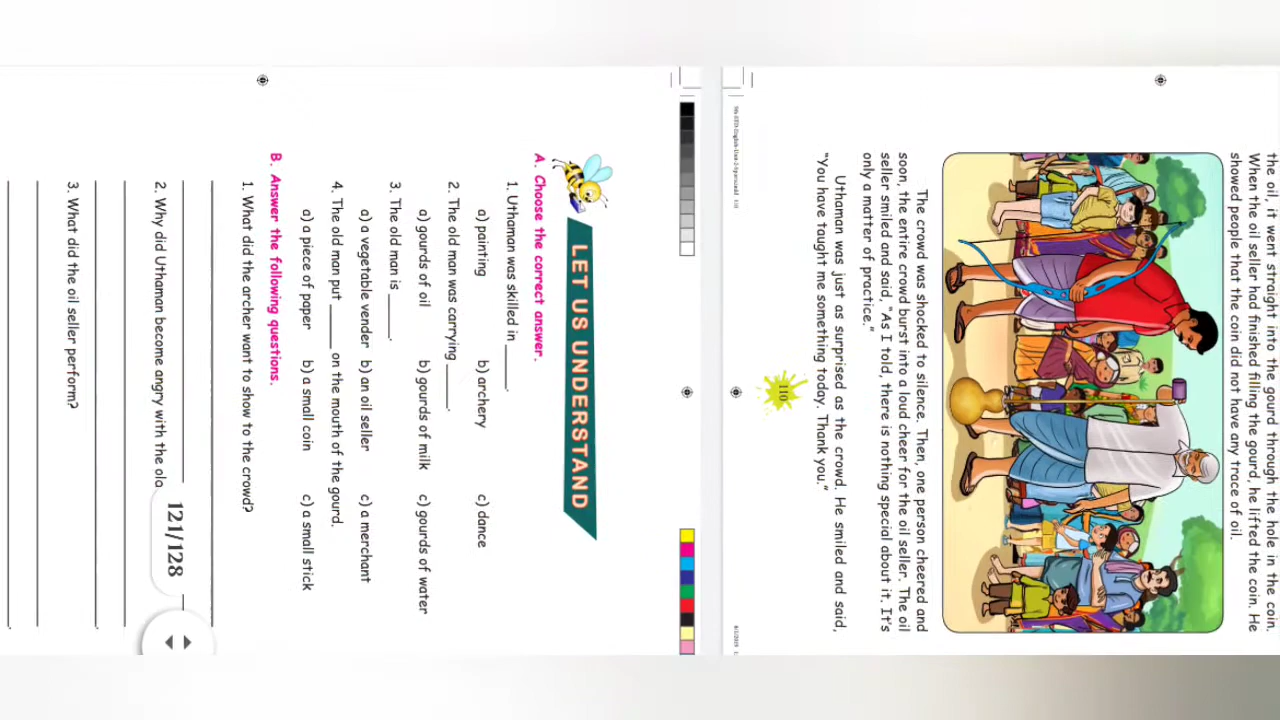 the oil, it went straight into the gourd through the hole in the coin.
When the oil seller had finished filling the gourd, he lifted the coin. He
showed people that the coin did not have any trace of oil.
The crowd was shocked to silence. Then, one person cheered and
soon, the entire crowd burst into a loud cheer for the oil seller. The oil
seller smiled and said, "As I told, there is nothing special about it. It's
only a matter of practice."
Uthaman was just as surprised as the crowd. He smiled and said,
"You have taught me something today. Thank you."
110
LET US UNDERSTAND
A. Choose the correct answer.
1. Uthaman was skilled in ______.
a) painting b) archery c) dance
2. The old man was carrying ______.
a) gourds of oil b) gourds of milk c) gourds of water
3. The old man is ______.
a) a vegetable vender b) an oil seller c) a merchant
4. The old man put ______ on the mouth of the gourd.
a) a piece of paper b) a small coin c) a small stick
B. Answer the following questions.
1. What did the archer want to show to the crowd?
2. Why did Uthaman become angry with the old
3. What did the oil seller perform?
121/128